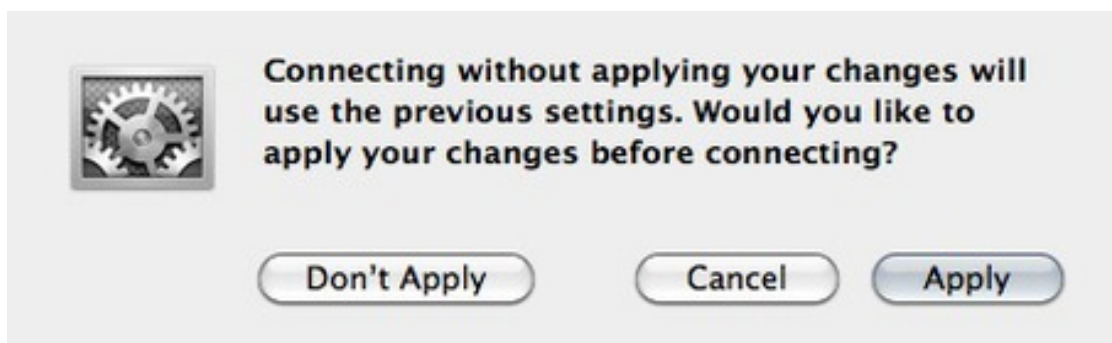 Connecting without applying your changes will
use the previous settings. Would you like to
apply your changes before connecting?
Don't Apply Cancel Apply